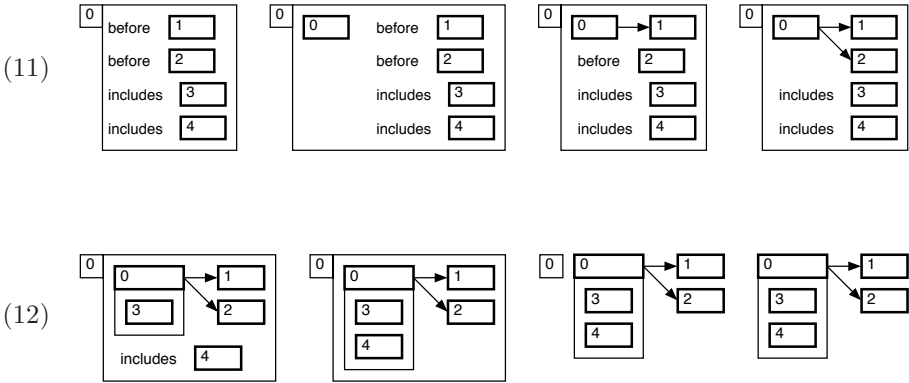 0 0 0 0
before 1 0 before 1 0 1 0 1
(11) before 2 before 2 before 2 2
includes 3 includes 3 includes 3 includes 3
includes 4 includes 4 includes 4 includes 4
0 0 0
0 1 0 1 0 1 0 1
(12) 3 2 3 2 3 2 3 2
includes 4 4 4 4